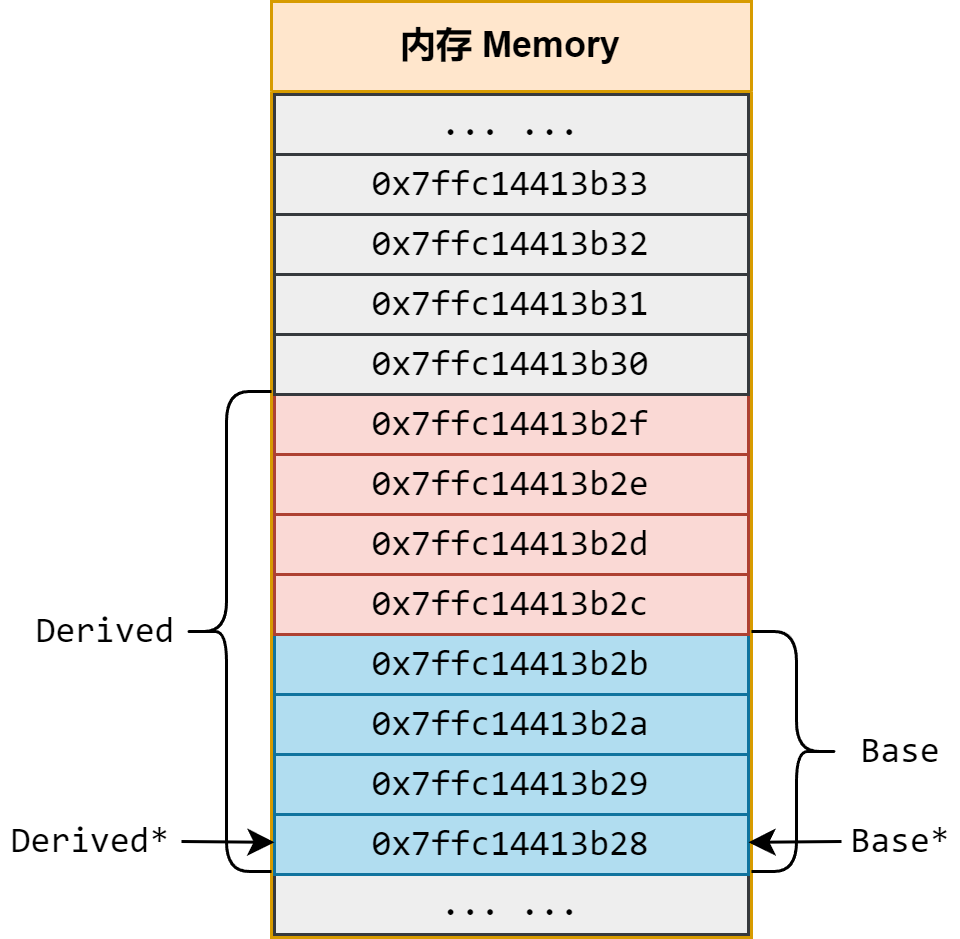 内存 Memory
... ...
0x7ffc14413b33
0x7ffc14413b32
0x7ffc14413b31
0x7ffc14413b30
0x7ffc14413b2f
0x7ffc14413b2e
0x7ffc14413b2d
0x7ffc14413b2c
Derived
0x7ffc14413b2b
0x7ffc14413b2a
Base
0x7ffc14413b29
Derived*
0x7ffc14413b28
Base*
... ...